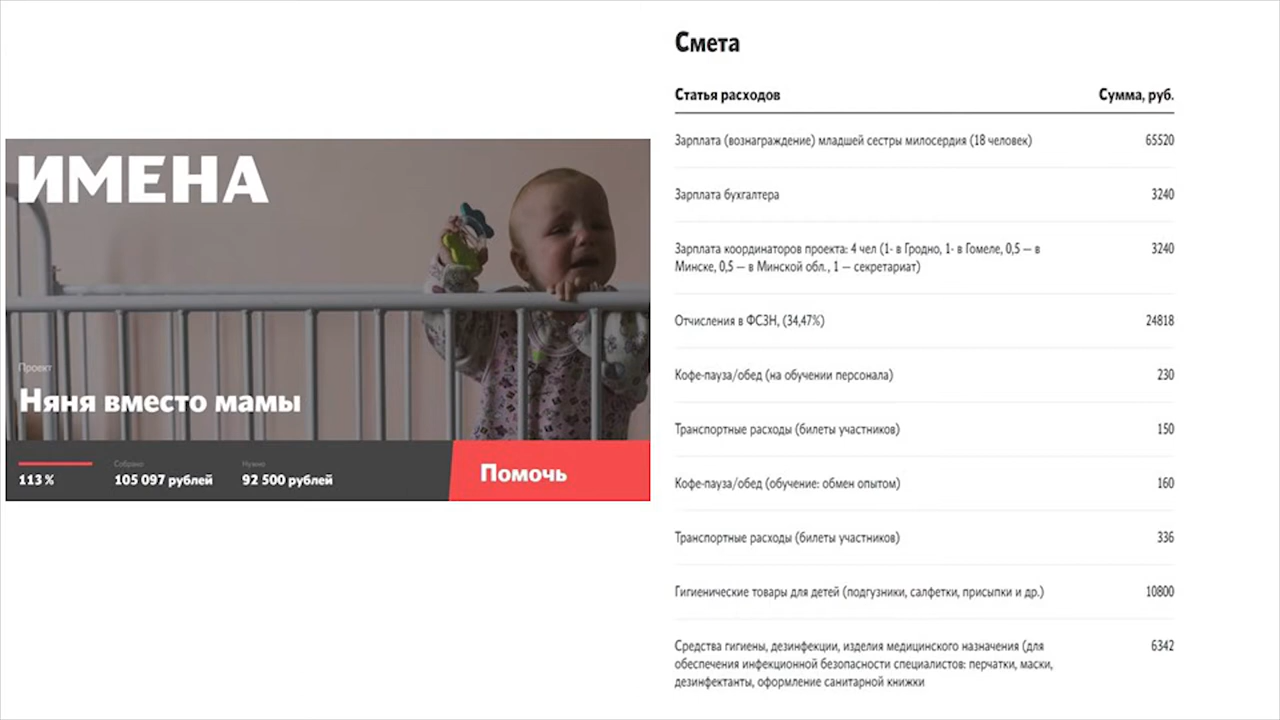 ИМЕНА
Проект
Няня вместо мамы
113 %
Собрано
105 097 рублей
Нужно
92 500 рублей
Помочь
Смета
Статья расходов Сумма, руб.
Зарплата (вознаграждение) младшей сестры милосердия (18 человек) 65520
Зарплата бухгалтера 3240
Зарплата координаторов проекта: 4 чел (1- в Гродно, 1- в Гомеле, 0,5 — в 3240
Минске, 0,5 — в Минской обл., 1 — секретариат)
Отчисления в ФСЗН, (34,47%) 24818
Кофе-пауза/обед (на обучении персонала) 230
Транспортные расходы (билеты участников) 150
Кофе-пауза/обед (обучение: обмен опытом) 160
Транспортные расходы (билеты участников) 336
Гигиенические товары для детей (подгузники, салфетки, присыпки и др.) 10800
Средства гигиены, дезинфекции, изделия медицинского назначения (для 6342
обеспечения инфекционной безопасности специалистов: перчатки, маски,
дезинфектанты, оформление санитарной книжки